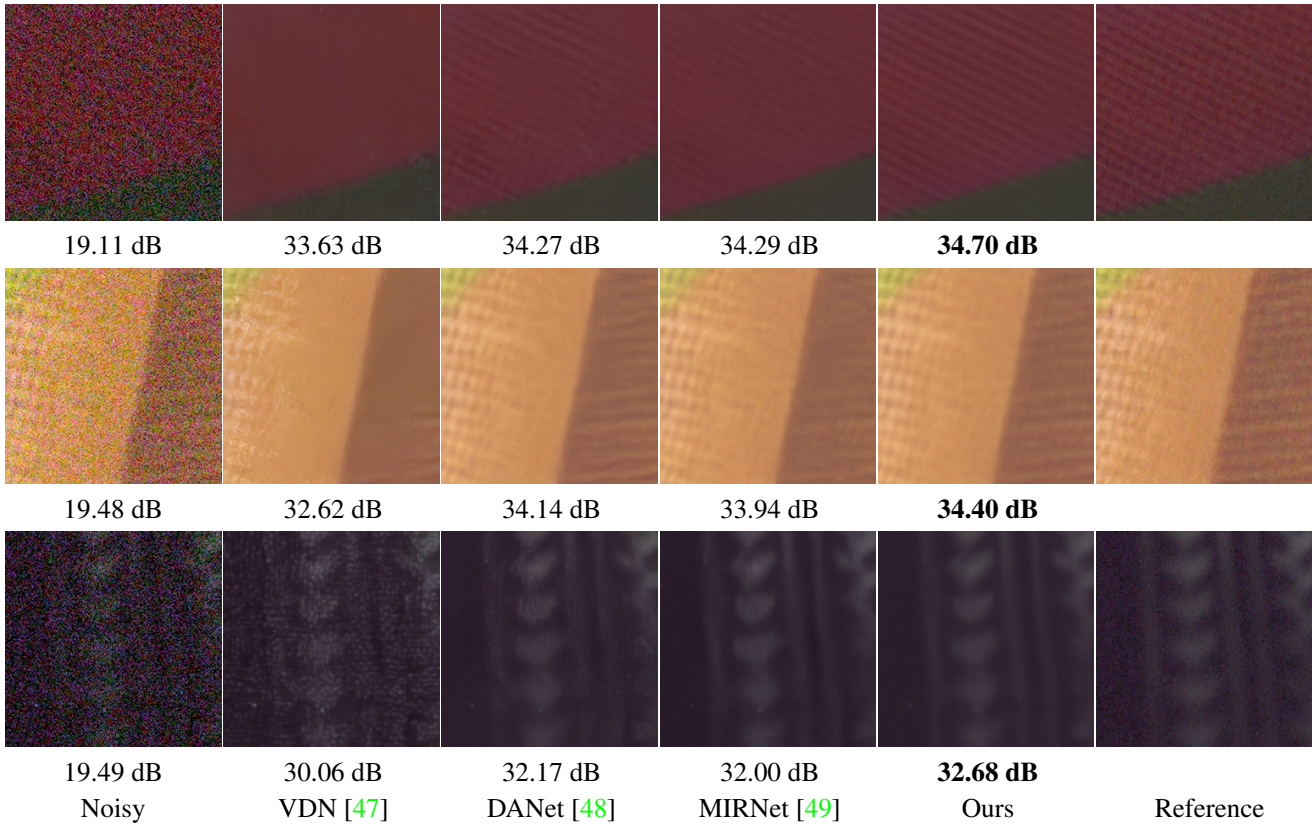 19.11 dB 33.63 dB 34.27 dB 34.29 dB 34.70 dB
19.48 dB 32.62 dB 34.14 dB 33.94 dB 34.40 dB
19.49 dB 30.06 dB 32.17 dB 32.00 dB 32.68 dB
Noisy VDN [47] DANet [48] MIRNet [49] Ours Reference